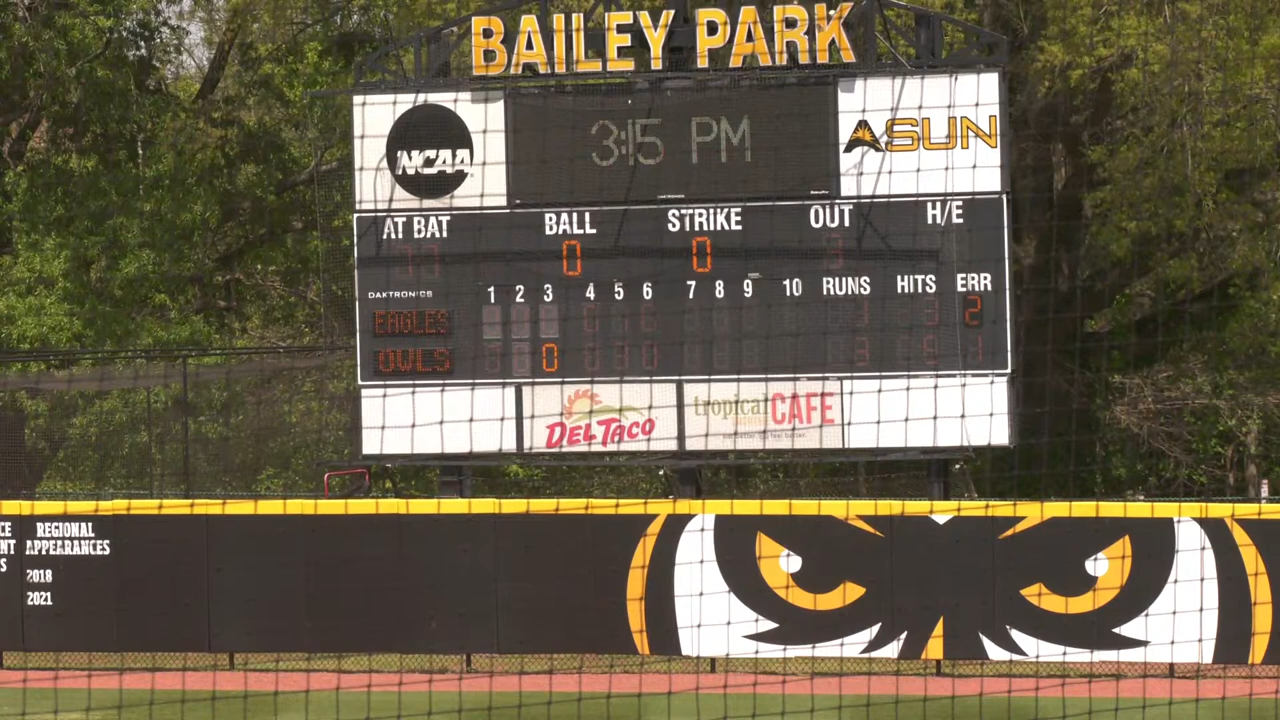 BAILEY PARK
NCAA
3:15 PM
ASUN
AT BAT BALL STRIKE OUT H/E
0 0
DAKTRONICS 1 2 3 4 5 6 7 8 9 10 RUNS HITS ERR
EAGLES 3 2
OWLS 0
DEL TACO
tropical CAFE
REGIONAL
APPEARANCES
2018
2021